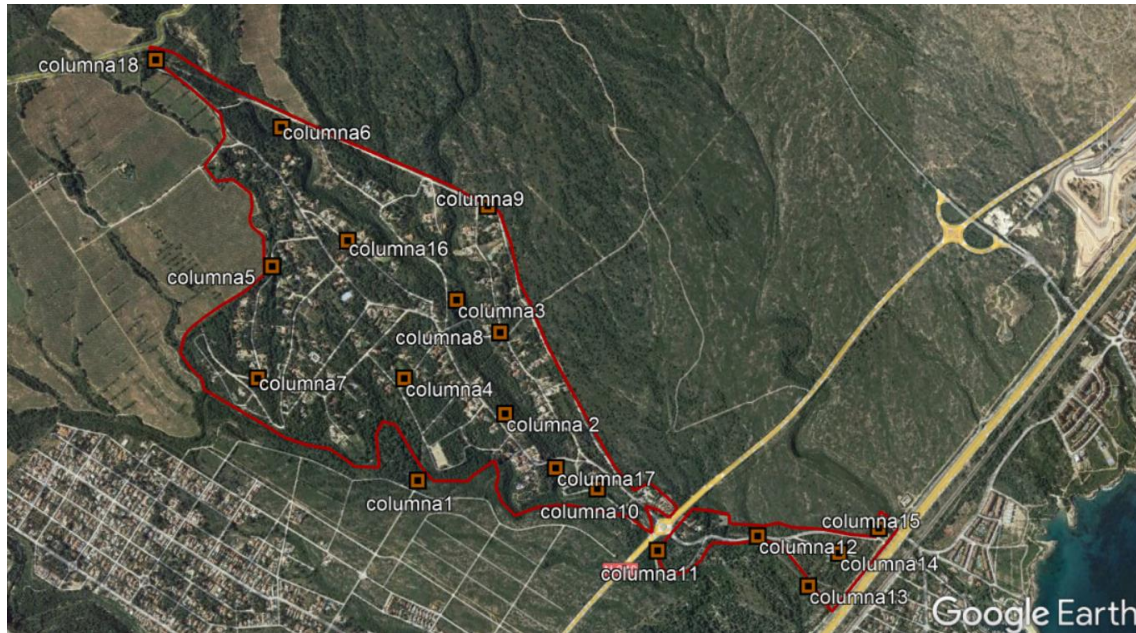 columna18
columna6
columna9
columna16
columna5
columna3
columna8
columna7
columna4
columna 2
columna1
columna17
columna10
columna15
columna12
columna14
columna11
columna13
Google Earth